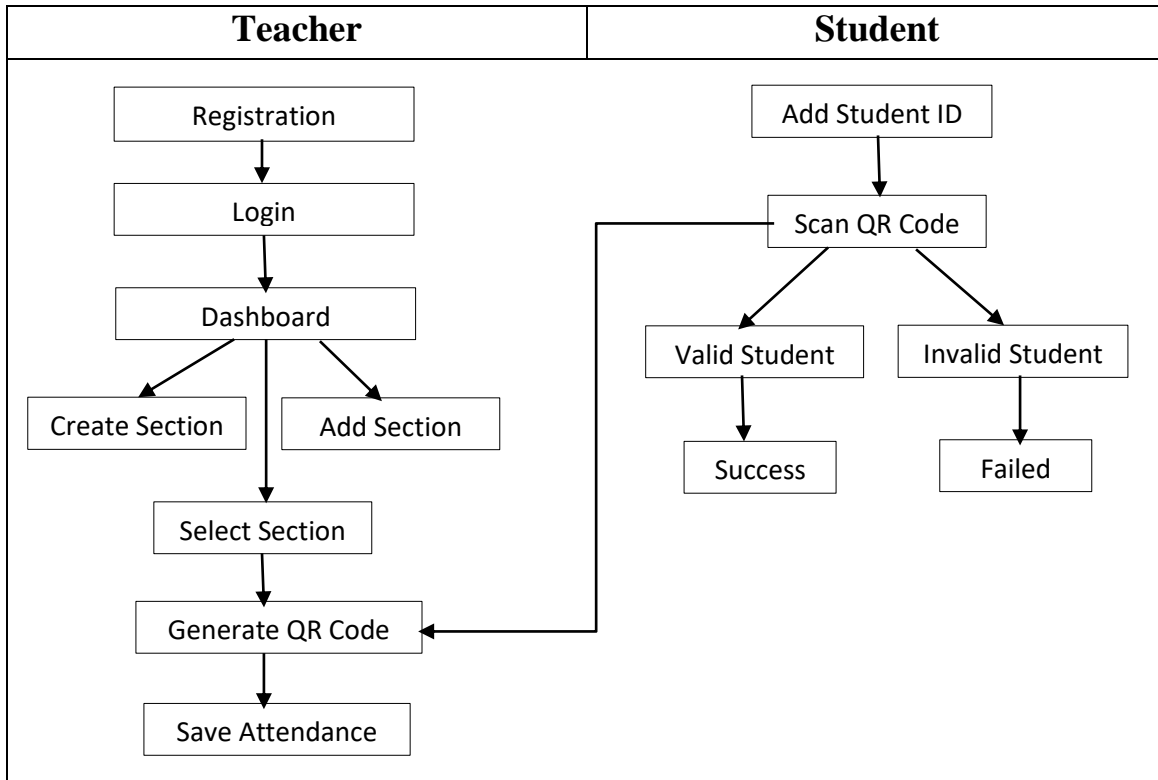 Teacher
Student
Registration
Login
Dashboard
Create Section
Add Section
Select Section
Generate QR Code
Save Attendance
Add Student ID
Scan QR Code
Valid Student
Invalid Student
Success
Failed